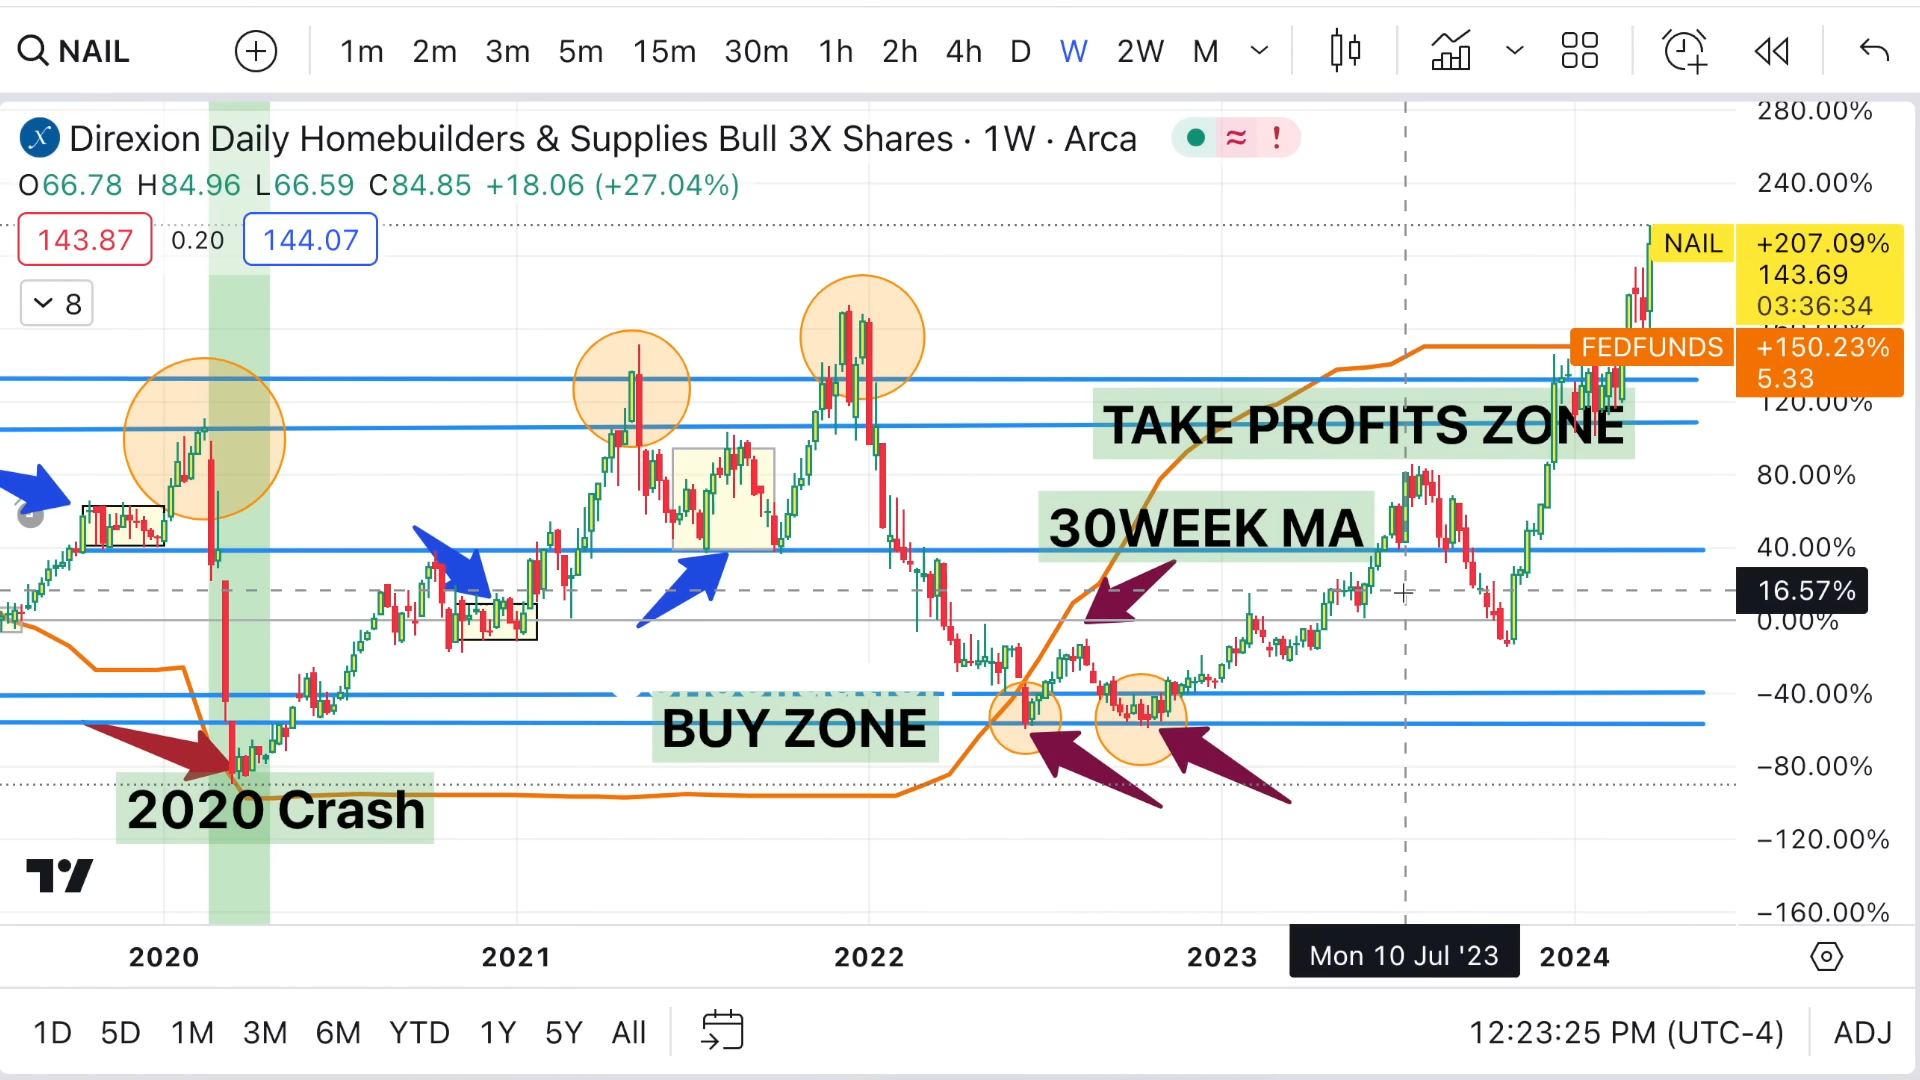 NAIL
1m 2m 3m 5m 15m 30m 1h 2h 4h D W 2W M
Direxion Daily Homebuilders & Supplies Bull 3X Shares · 1W · Arca
O66.78 H84.96 L66.59 C84.85 +18.06 (+27.04%)
143.87 0.20 144.07
8
280.00%
240.00%
NAIL +207.09%
143.69
03:36:34
FEDFUNDS +150.23%
5.33
120.00%
80.00%
40.00%
16.57%
0.00%
−40.00%
−80.00%
−120.00%
−160.00%
TAKE PROFITS ZONE
30WEEK MA
BUY ZONE
2020 Crash
2020 2021 2022 2023 Mon 10 Jul '23 2024
1D 5D 1M 3M 6M YTD 1Y 5Y All
12:23:25 PM (UTC-4) ADJ